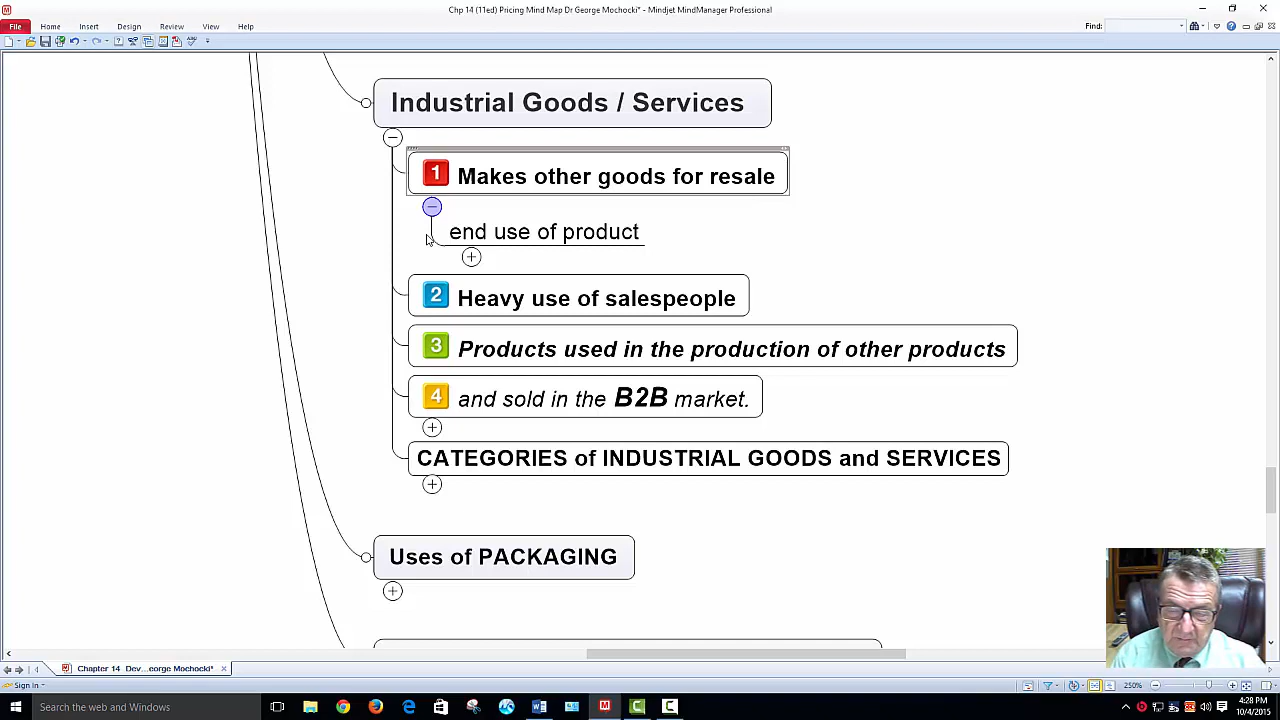 Chp 14 (11ed) Pricing Mind Map Dr George Mochocki* - Mindjet MindManager Professional
File Home Insert Design Review View Help Find:
Industrial Goods / Services
1 Makes other goods for resale
end use of product
2 Heavy use of salespeople
3 Products used in the production of other products
4 and sold in the B2B market.
CATEGORIES of INDUSTRIAL GOODS and SERVICES
Uses of PACKAGING
Chapter 14 Dev...eorge Mochocki*
Sign In 250%
Search the web and Windows
4:28 PM
10/4/2015